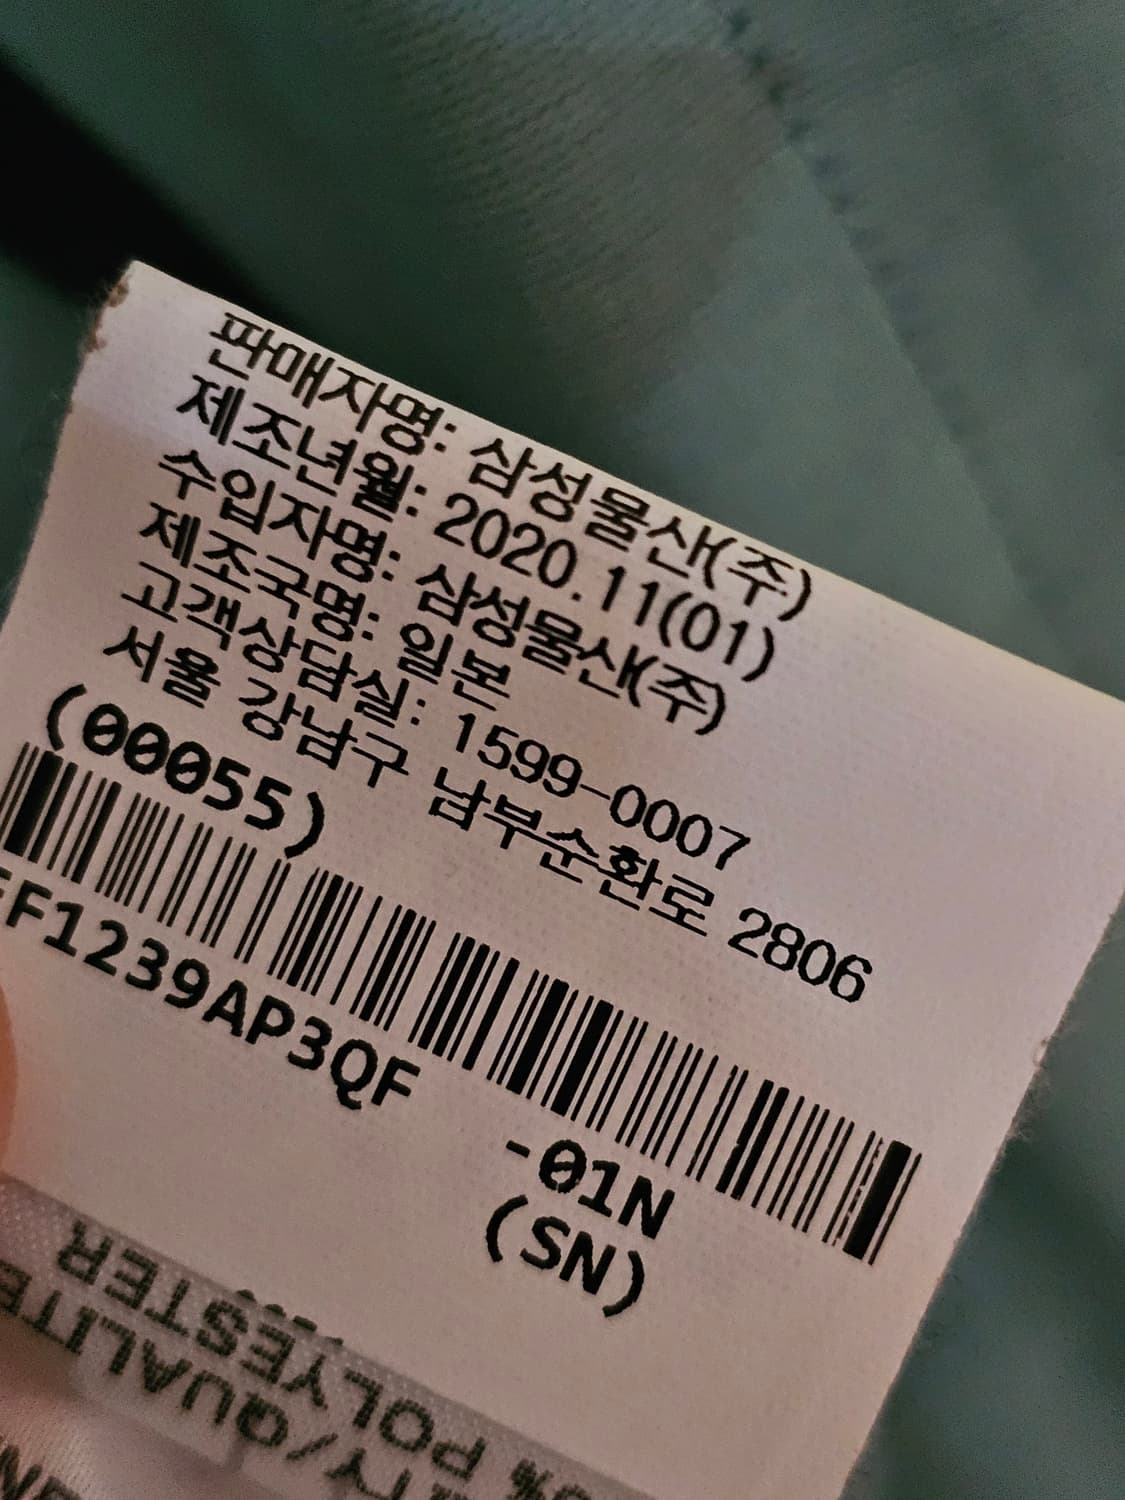 판매자명: 삼성물산(주)
제조년월: 2020.11(01)
수입자명: 삼성물산(주)
제조국명: 일본
고객상담실: 1599-0007
서울 강남구 남부순환로 2806
(00055)
F1239AP3QF -01N
(SN)
POLYESTER
/QUALITE